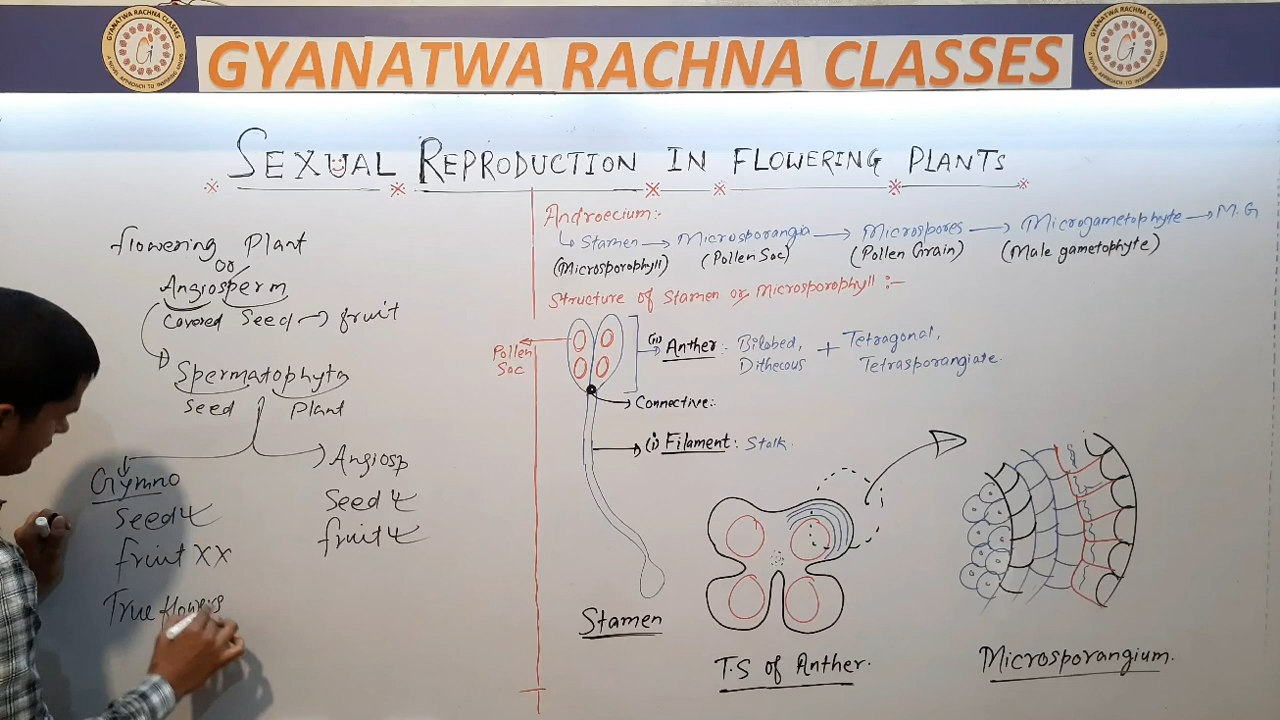 GYANATWA RACHNA CLASSES
SEXUAL REPRODUCTION IN FLOWERING PLANTS
flowering Plant
or
Angiosperm
Covered Seed → fruit
Spermatophyta
Seed Plant
Gymno
Seed
fruit XX
True flowers
Angiosp
Seed
fruit
Androecium:-
Stamen → Microsporangia → Microspores → Microgametophyte → M.G
(Microsporophyll) (Pollen Sac) (Pollen Grain) (Male gametophyte)
Structure of Stamen or Microsporophyll :-
Pollen Sac
(ii) Anther: Bilobed, Dithecous + Tetragonal, Tetrasporangiate.
Connective:-
(i) Filament: Stalk.
Stamen
T.S of Anther.
Microsporangium.